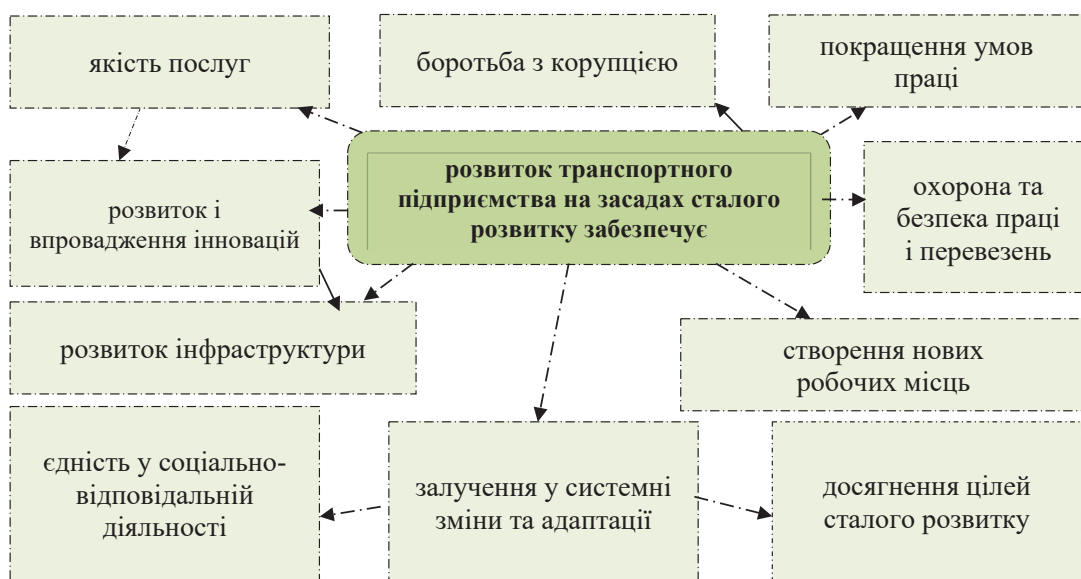 якість послуг
боротьба з корупцією
покращення умов
праці
розвиток транспортного
підприємства на засадах сталого
розвитку забезпечує
розвиток і
впровадження інновацій
охорона та
безпека праці
і перевезень
розвиток інфраструктури
створення нових
робочих місць
єдність у соціально-
відповідальній
діяльності
залучення у системні
зміни та адаптації
досягнення цілей
сталого розвитку